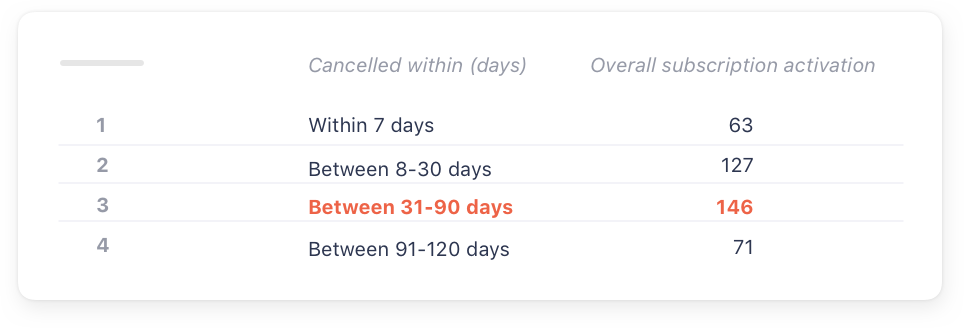 Cancelled within (days) Overall subscription activation
1 Within 7 days 63
2 Between 8-30 days 127
3 Between 31-90 days 146
4 Between 91-120 days 71